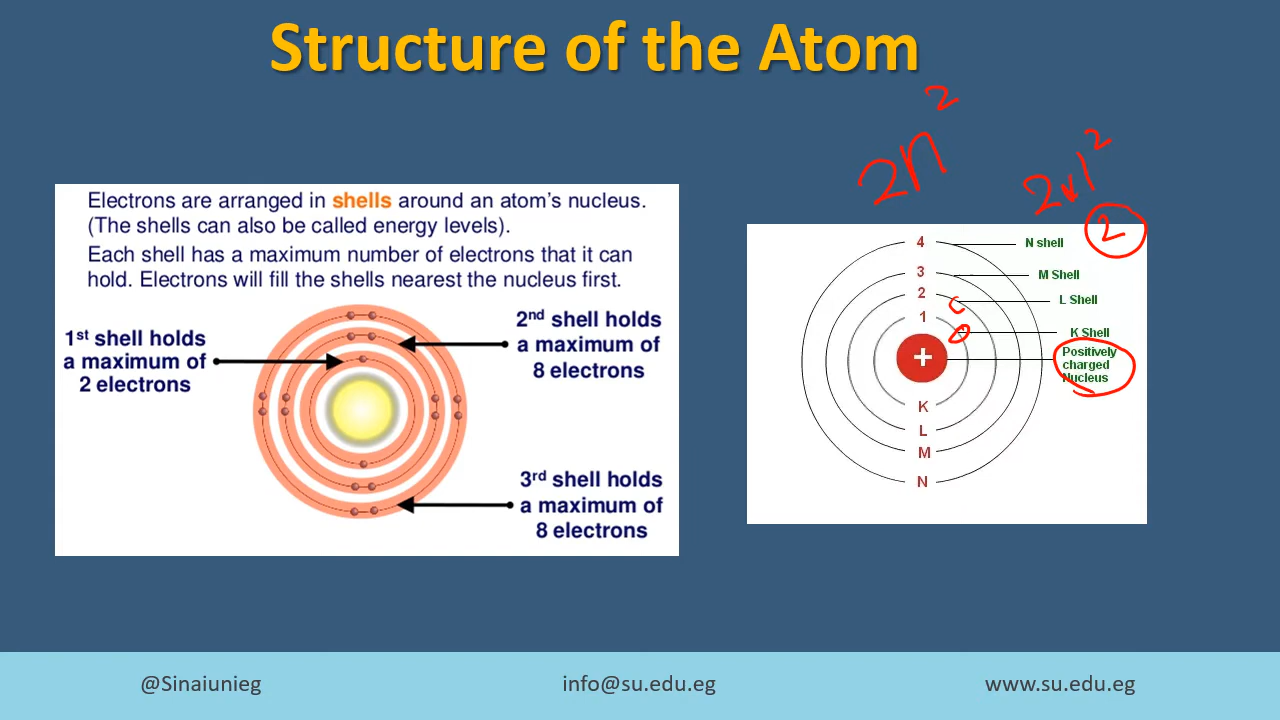 Structure of the Atom
2n²
2x1²
2
Electrons are arranged in shells around an atom's nucleus.
(The shells can also be called energy levels).
Each shell has a maximum number of electrons that it can
hold. Electrons will fill the shells nearest the nucleus first.
1st shell holds
a maximum of
2 electrons
2nd shell holds
a maximum of
8 electrons
3rd shell holds
a maximum of
8 electrons
4
3
2
1
+
K
L
M
N
N shell
M Shell
L Shell
K Shell
Positively
charged
Nucleus
@Sinaiunieg
info@su.edu.eg
www.su.edu.eg